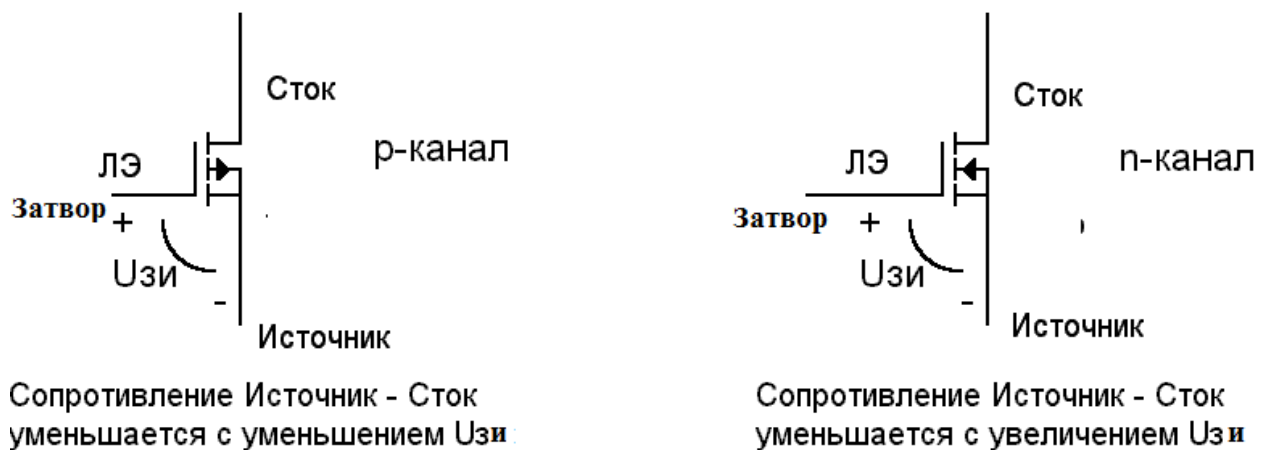 Сток
p-канал
ЛЭ
Затвор +
Uзи
-
Источник
Сопротивление Источник - Сток
уменьшается с уменьшением Uзи
Сток
n-канал
ЛЭ
Затвор +
Uзи
-
Источник
Сопротивление Источник - Сток
уменьшается с увеличением Uзи